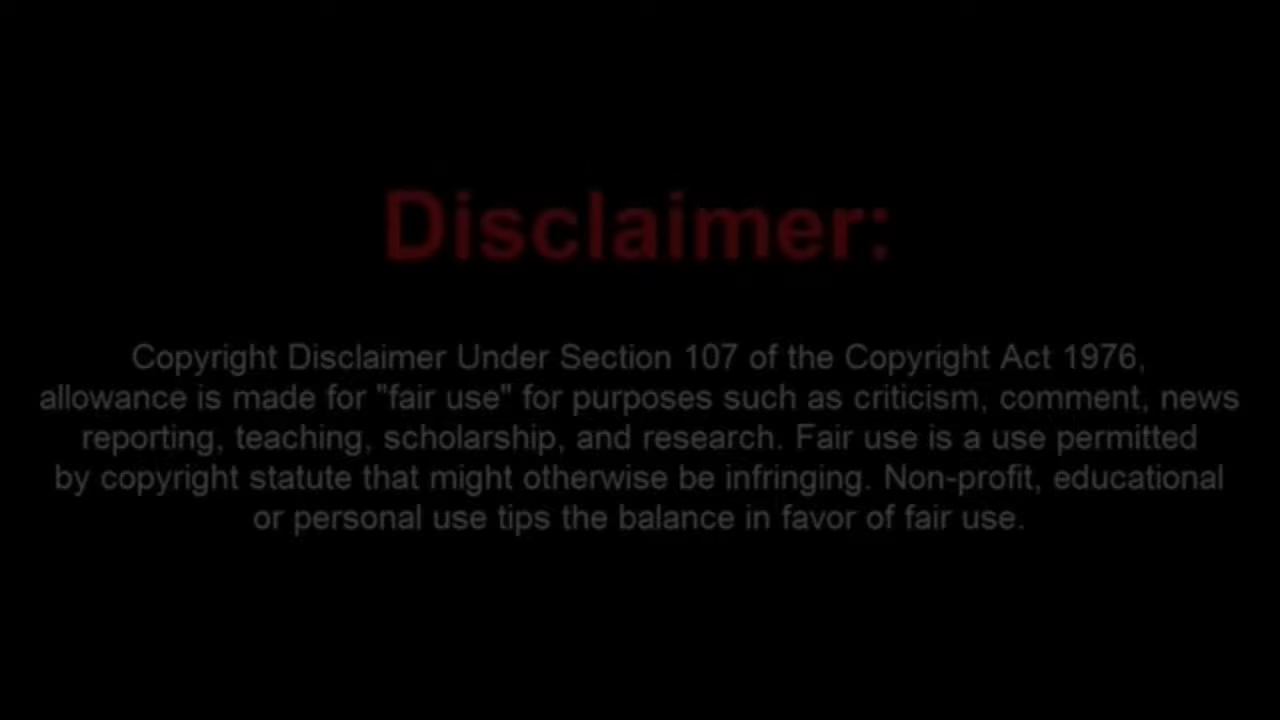 Disclaimer:
Copyright Disclaimer Under Section 107 of the Copyright Act 1976,
allowance is made for "fair use" for purposes such as criticism, comment, news
reporting, teaching, scholarship, and research. Fair use is a use permitted
by copyright statute that might otherwise be infringing. Non-profit, educational
or personal use tips the balance in favor of fair use.